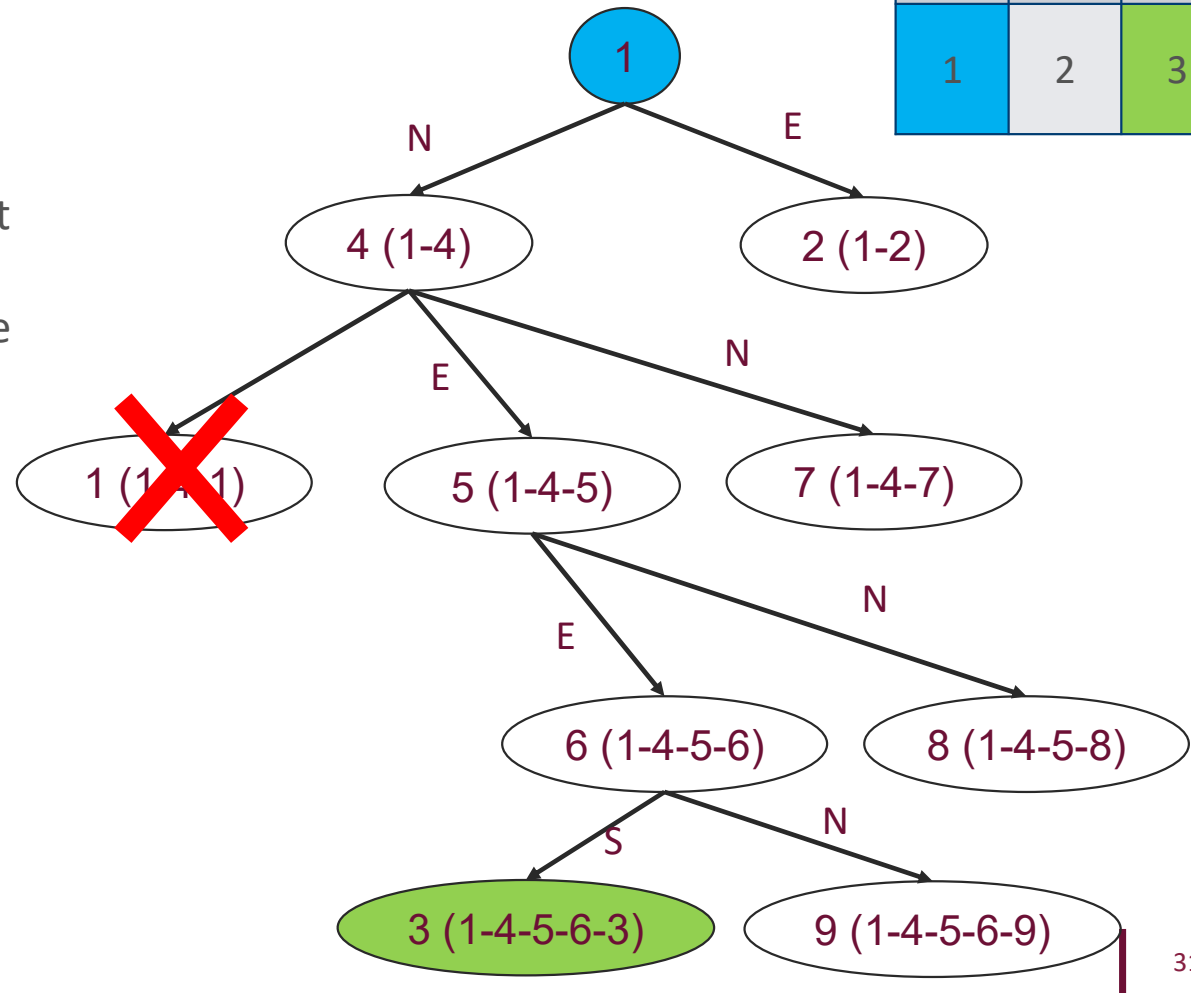 1
1 2 3
N
E
t
4 (1-4)
2 (1-2)
e
N
E
5 (1-4-5)
7 (1-4-7)
1 (1-4-1)
N
E
6 (1-4-5-6)
8 (1-4-5-8)
N
S
3 (1-4-5-6-3)
9 (1-4-5-6-9)
31